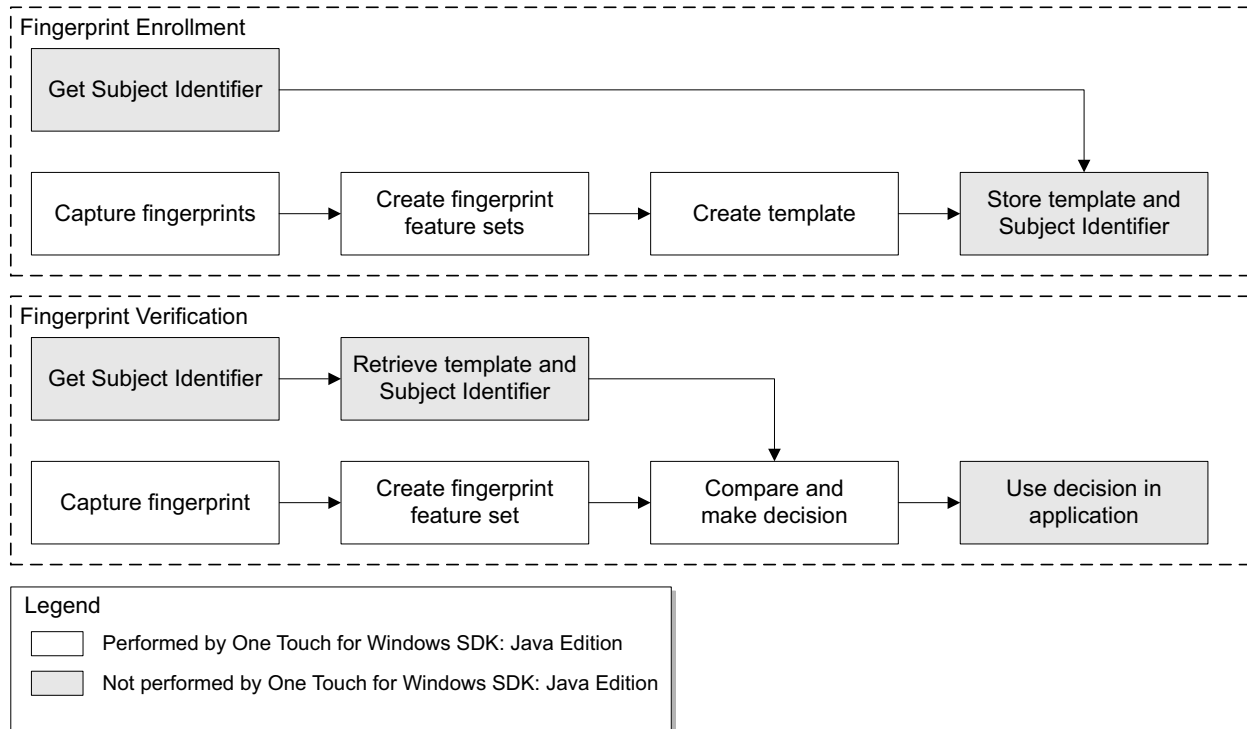 Fingerprint Enrollment
Get Subject Identifier
Capture fingerprints
Create fingerprint
feature sets
Create template
Store template and
Subject Identifier
Fingerprint Verification
Get Subject Identifier
Retrieve template and
Subject Identifier
Capture fingerprint
Create fingerprint
feature set
Compare and
make decision
Use decision in
application
Legend
Performed by One Touch for Windows SDK: Java Edition
Not performed by One Touch for Windows SDK: Java Edition